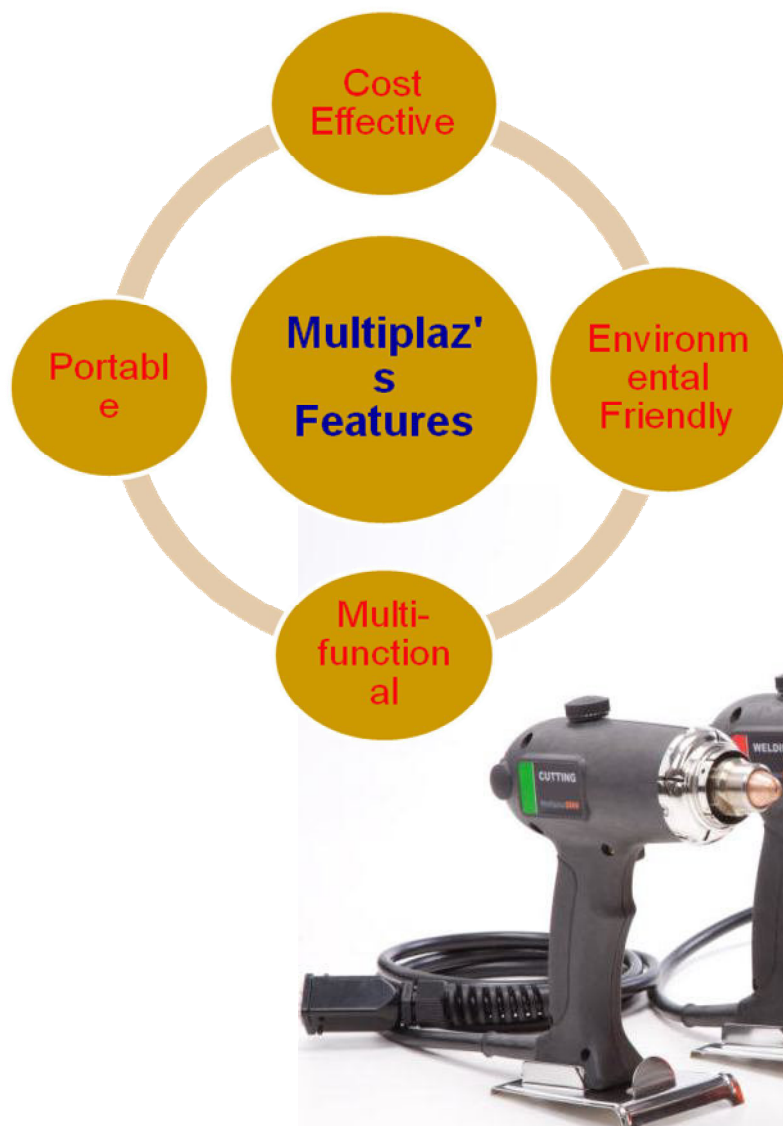 Cost
Effective
Multiplaz'
s
Features
Environm
ental
Friendly
Portabl
e
Multi-
function
al
CUTTING
WELDI